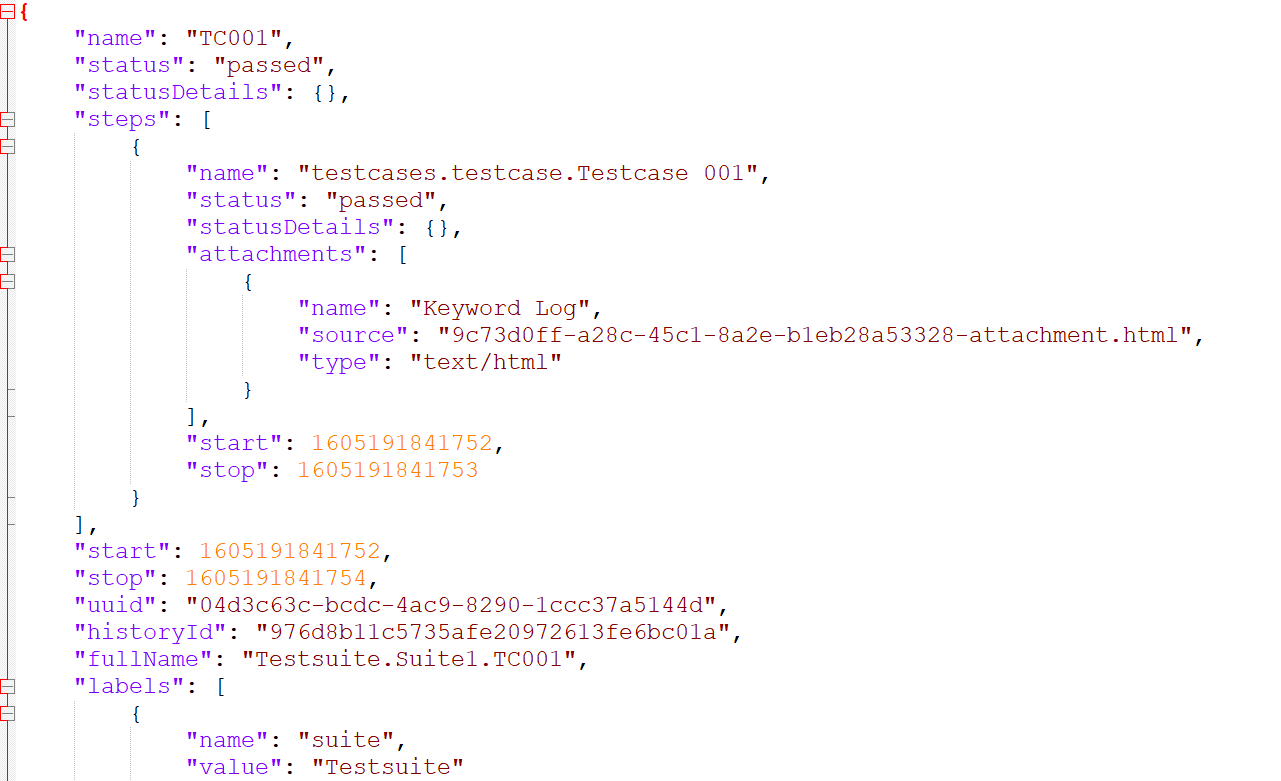 {
    "name": "TC001",
    "status": "passed",
    "statusDetails": {},
    "steps": [
        {
            "name": "testcases.testcase.Testcase 001",
            "status": "passed",
            "statusDetails": {},
            "attachments": [
                {
                    "name": "Keyword Log",
                    "source": "9c73d0ff-a28c-45c1-8a2e-b1eb28a53328-attachment.html",
                    "type": "text/html"
                }
            ],
            "start": 1605191841752,
            "stop": 1605191841753
        }
    ],
    "start": 1605191841752,
    "stop": 1605191841754,
    "uuid": "04d3c63c-bcdc-4ac9-8290-1ccc37a5144d",
    "historyId": "976d8b11c5735afe20972613fe6bc01a",
    "fullName": "Testsuite.Suite1.TC001",
    "labels": [
        {
            "name": "suite",
            "value": "Testsuite"